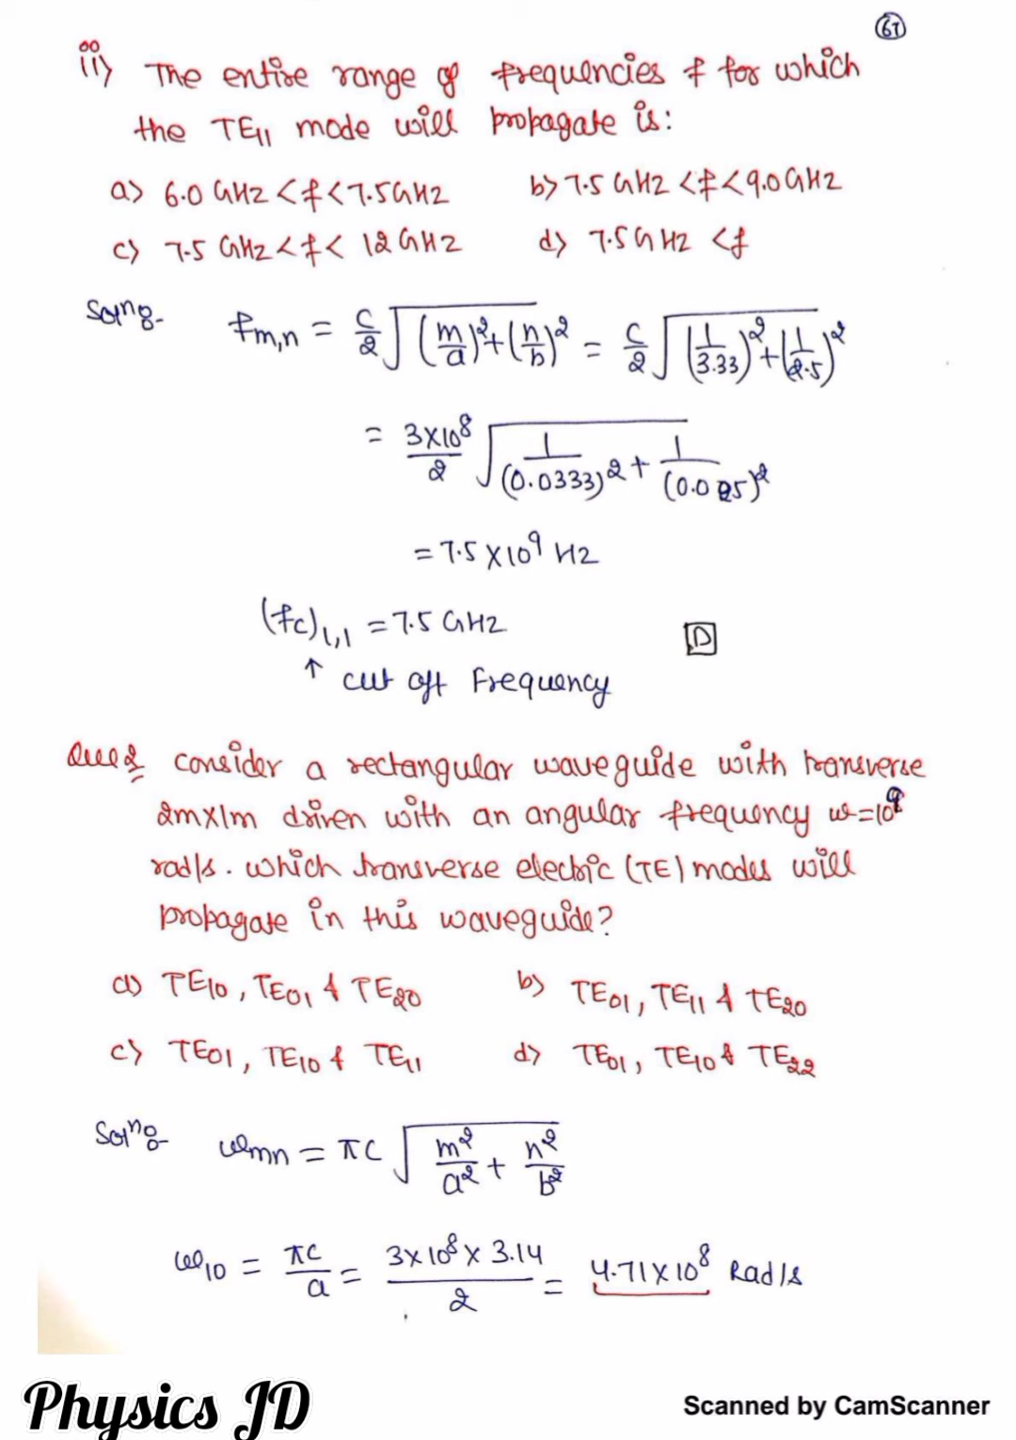 67
ii) The entire range of frequencies f for which
the TE₁₁ mode will propagate is:
a) 6.0 GHz < f < 7.5 GHz b) 7.5 GHz < f < 9.0 GHz
c) 7.5 GHz < f < 12 GHz d) 7.5 GHz < f
Solⁿ:- f_{m,n} = c/2 √((m/a)² + (n/b)²) = c/2 √((1/3.33)² + (1/2.5)²)
= 3×10⁸/2 √(1/(0.0333)² + 1/(0.025)²)
= 7.5 × 10⁹ Hz
(fc)₁,₁ = 7.5 GHz D
↑ cut off Frequency
Que 2 consider a rectangular waveguide with transverse
2m×1m driven with an angular frequency ω=10⁹
rad/s. which transverse electric (TE) modes will
propagate in this waveguide?
a) TE₁₀, TE₀₁ & TE₂₀ b) TE₀₁, TE₁₁ & TE₂₀
c) TE₀₁, TE₁₀ & TE₁₁ d) TE₀₁, TE₁₀ & TE₂₂
Solⁿ:- ω_{mn} = πc √(m²/a² + n²/b²)
ω₁₀ = πc/a = 3×10⁸ × 3.14/2 = 4.71×10⁸ Rad/s
Physics JD
Scanned by CamScanner